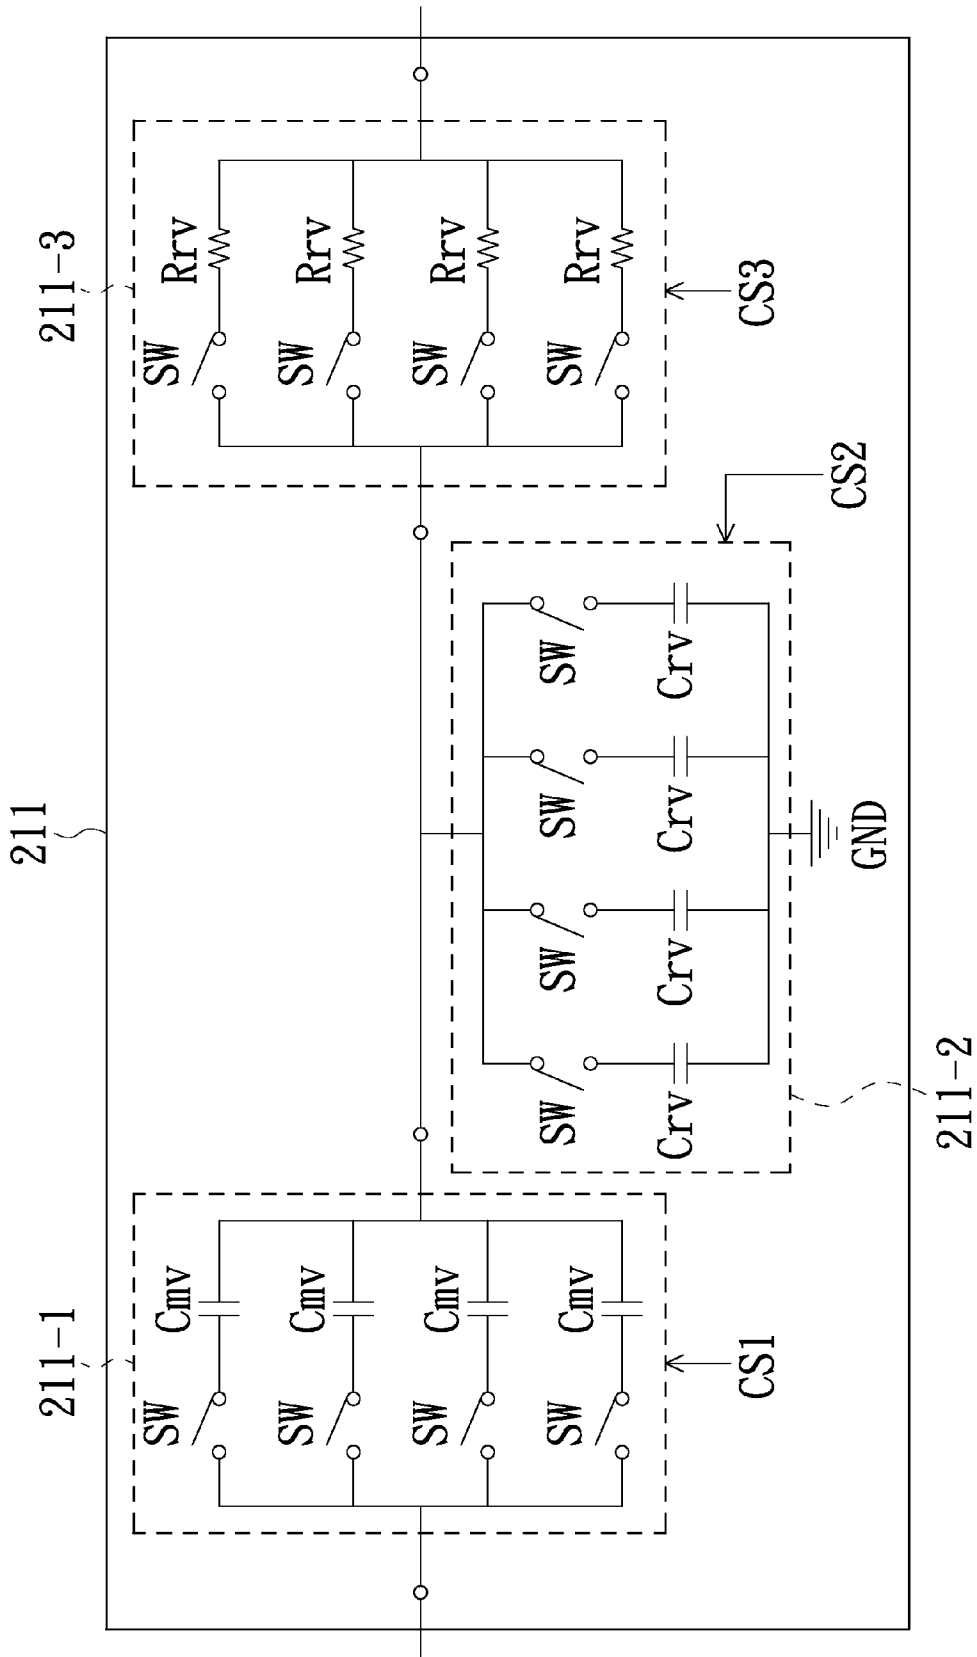 211
211-1
SW Cmv
SW Cmv
SW Cmv
SW Cmv
CS1
211-3
SW Rrv
SW Rrv
SW Rrv
SW Rrv
CS3
SW SW SW SW
Crv Crv Crv Crv
CS2
GND
211-2